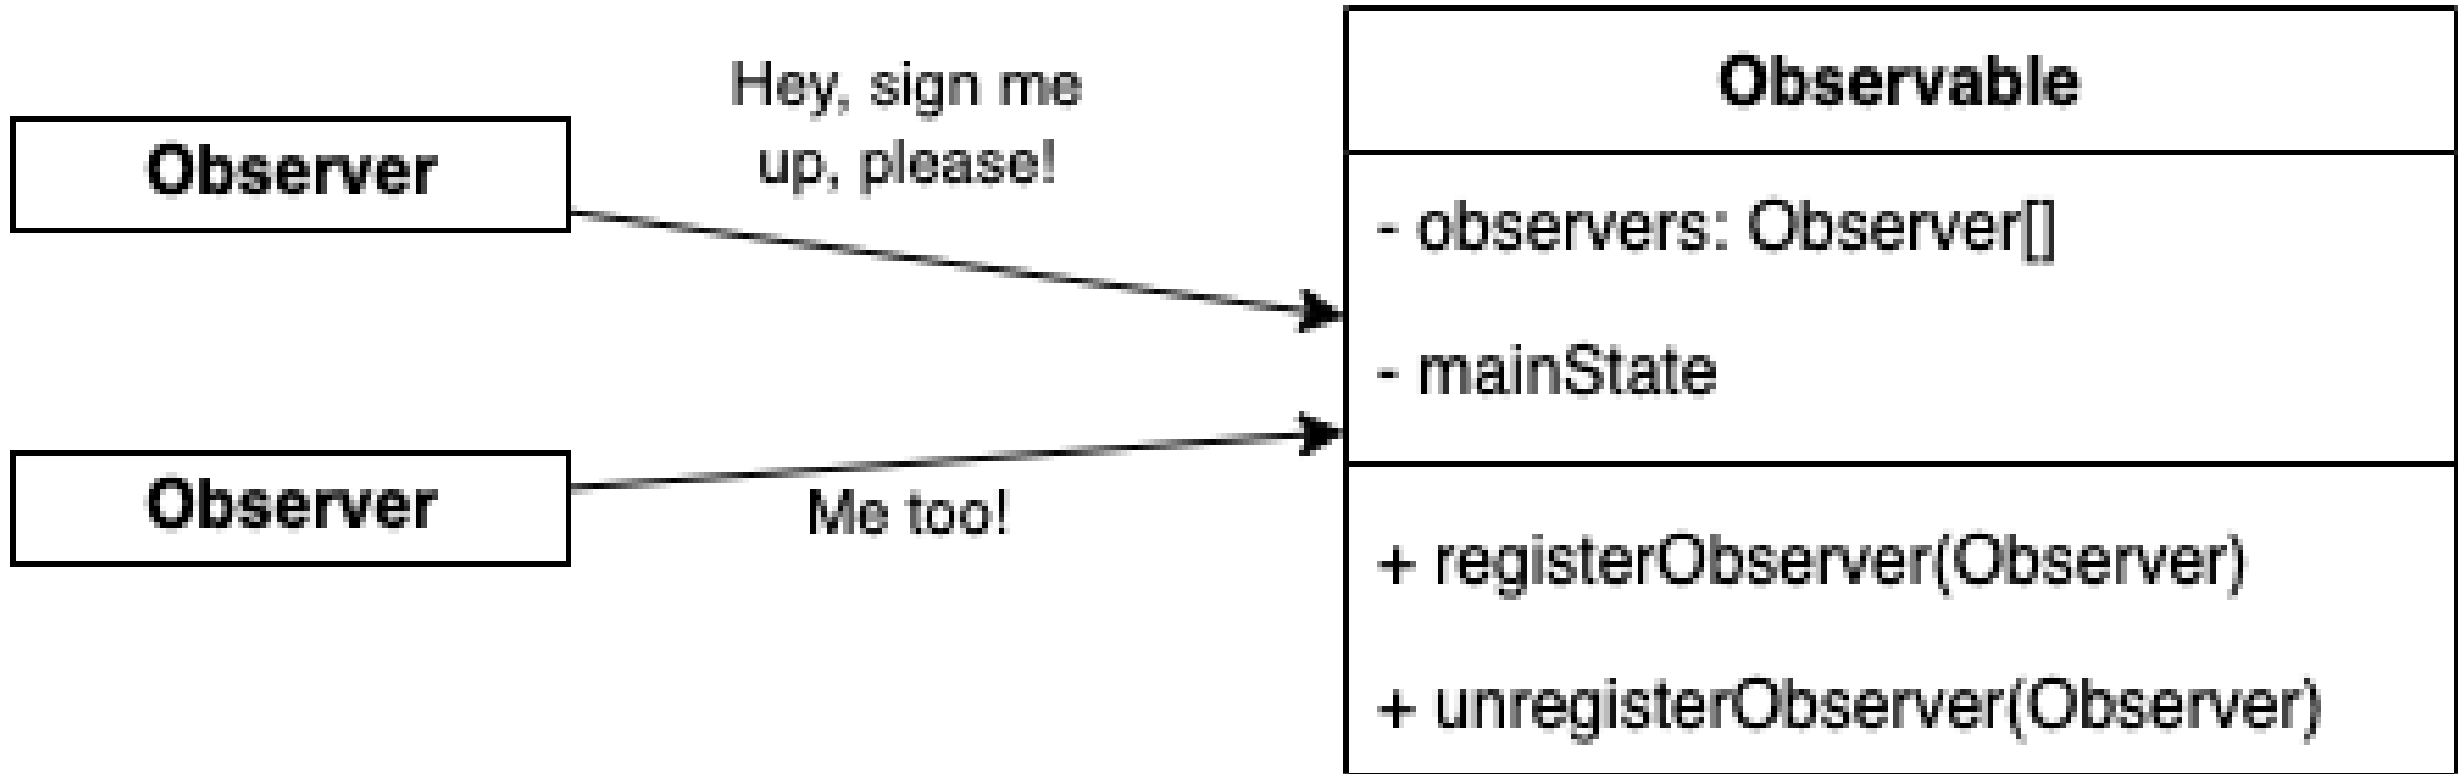 Observer
Hey, sign me
up, please!
Observer
Me too!
Observable
- observers: Observer[]
- mainState
+ registerObserver(Observer)
+ unregisterObserver(Observer)